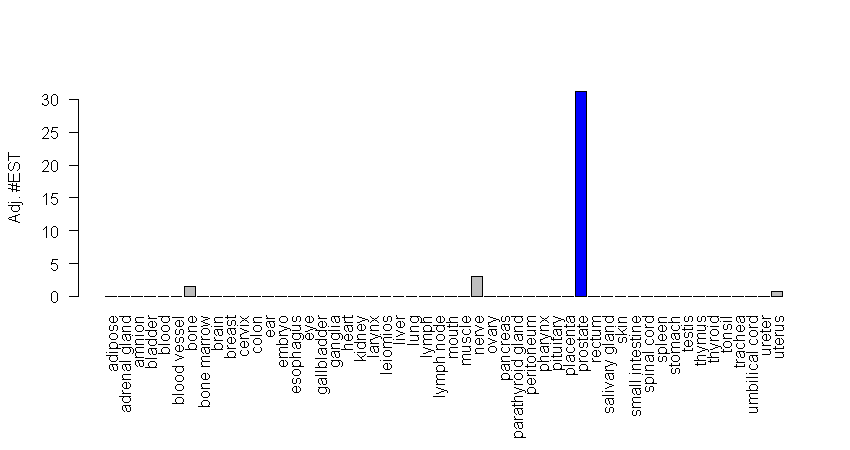 Adj. #EST
30
25
20
15
10
5
0
adipose
adrenal gland
amnion
bladder
blood
blood vessel
bone
bone marrow
brain
breast
cervix
colon
ear
embryo
esophagus
eye
gallbladder
ganglia
heart
kidney
larynx
leiomios
liver
lung
lymph
lymph node
mouth
muscle
nerve
ovary
pancreas
parathyroid gland
peritoneum
pharynx
pituitary
placenta
prostate
rectum
salivary gland
skin
small intestine
spinal cord
spleen
stomach
testis
thymus
thyroid
tonsil
trachea
umbilical cord
ureter
uterus